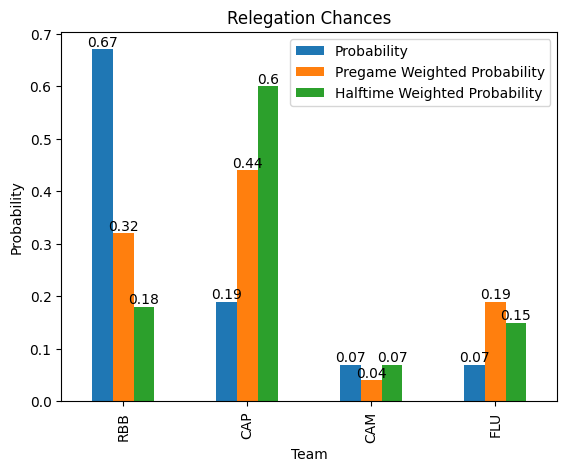 Relegation Chances
Probability
Pregame Weighted Probability
Halftime Weighted Probability
0.7
0.6
0.5
0.4
0.3
0.2
0.1
0.0
Probability
0.67
0.32
0.18
0.19
0.44
0.6
0.07
0.04
0.07
0.07
0.19
0.15
RBB
CAP
CAM
FLU
Team